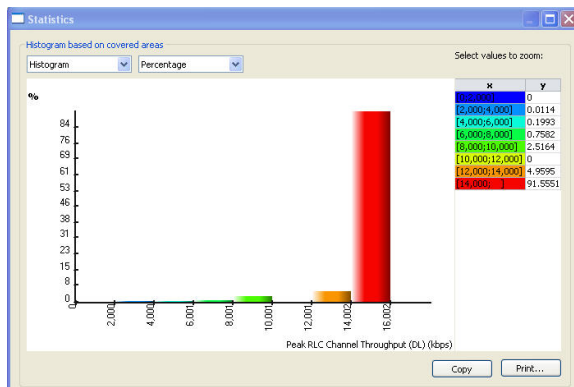 Statistics
Histogram based on covered areas
Histogram
Percentage
Select values to zoom:
%
84
76
69
61
53
46
38
30
23
15
8
0
0
2,000
4,000
6,001
8,001
10,001
12,001
14,002
16,002
Peak RLC Channel Throughput (DL) (kbps)
x y
0
[2,000;4,000] 0.0114
[4,000;6,000] 0.1993
[6,000;8,000] 0.7582
[8,000;10,000] 2.5164
[10,000;12,000] 0
[12,000;14,000] 4.9595
[14,000; ] 91.5551
Copy
Print...